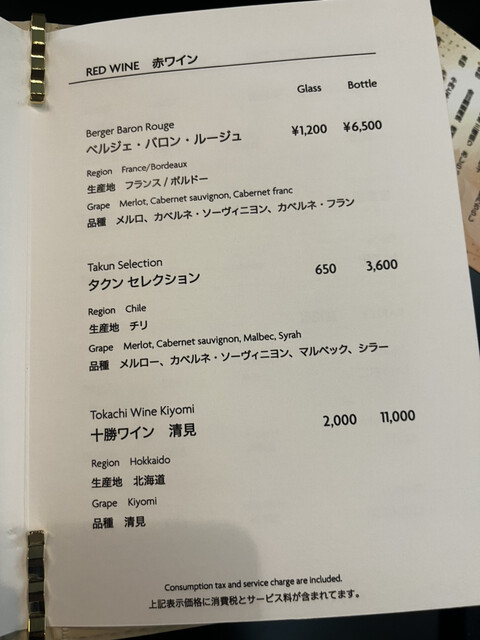 RED WINE 赤ワイン
Glass Bottle
Berger Baron Rouge
ベルジェ・バロン・ルージュ ¥1,200 ¥6,500
Region France/Bordeaux
生産地 フランス / ボルドー
Grape Merlot, Cabernet sauvignon, Cabernet franc
品種 メルロ、カベルネ・ソーヴィニヨン、カベルネ・フラン
Takun Selection
タクン セレクション 650 3,600
Region Chile
生産地 チリ
Grape Merlot, Cabernet sauvignon, Malbec, Syrah
品種 メルロー、カベルネ・ソーヴィニヨン、マルベック、シラー
Tokachi Wine Kiyomi
十勝ワイン 清見 2,000 11,000
Region Hokkaido
生産地 北海道
Grape Kiyomi
品種 清見
Consumption tax and service charge are included.
上記表示価格に消費税とサービス料が含まれてます。